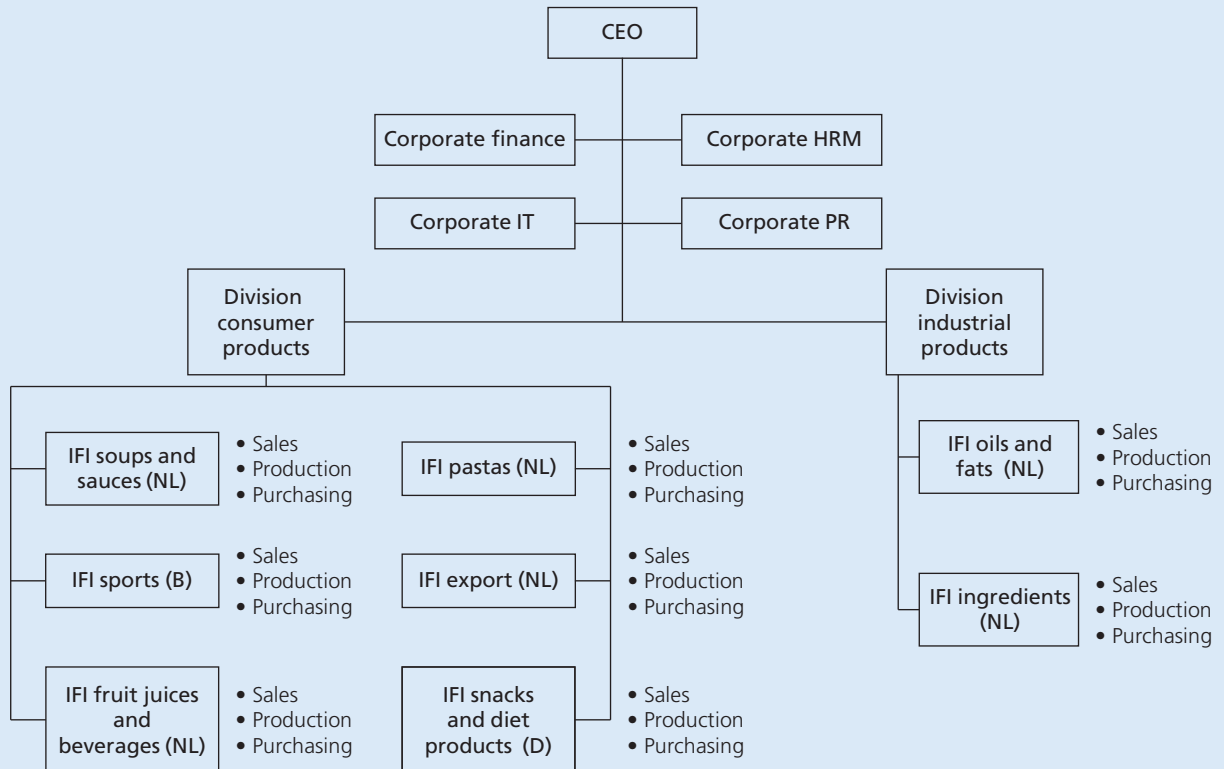 CEO
Corporate finance
Corporate HRM
Corporate IT
Corporate PR
Division
consumer
products
Division
industrial
products
IFI soups and
sauces (NL)
• Sales
• Production
• Purchasing
IFI pastas (NL)
• Sales
• Production
• Purchasing
IFI oils and
fats (NL)
• Sales
• Production
• Purchasing
IFI sports (B)
• Sales
• Production
• Purchasing
IFI export (NL)
• Sales
• Production
• Purchasing
IFI ingredients
(NL)
• Sales
• Production
• Purchasing
IFI fruit juices
and
beverages (NL)
• Sales
• Production
• Purchasing
IFI snacks
and diet
products (D)
• Sales
• Production
• Purchasing